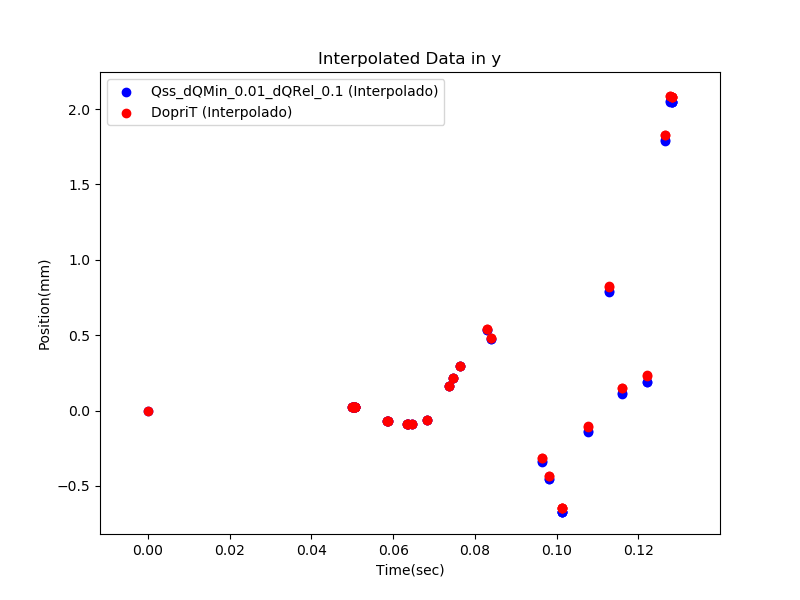 Interpolated Data in y
Qss_dQMin_0.01_dQRel_0.1 (Interpolado)
DopriT (Interpolado)
2.0
1.5
1.0
0.5
0.0
−0.5
Position(mm)
0.00 0.02 0.04 0.06 0.08 0.10 0.12
Time(sec)